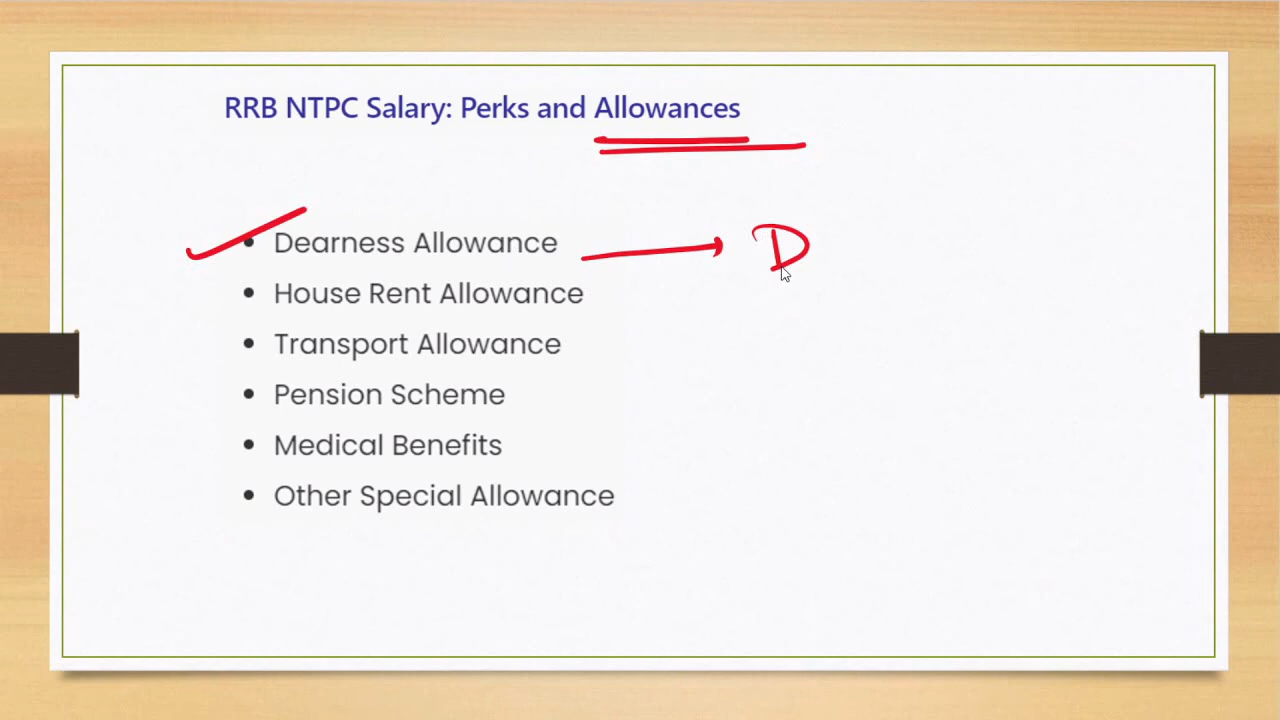 RRB NTPC Salary: Perks and Allowances
• Dearness Allowance → D
• House Rent Allowance
• Transport Allowance
• Pension Scheme
• Medical Benefits
• Other Special Allowance